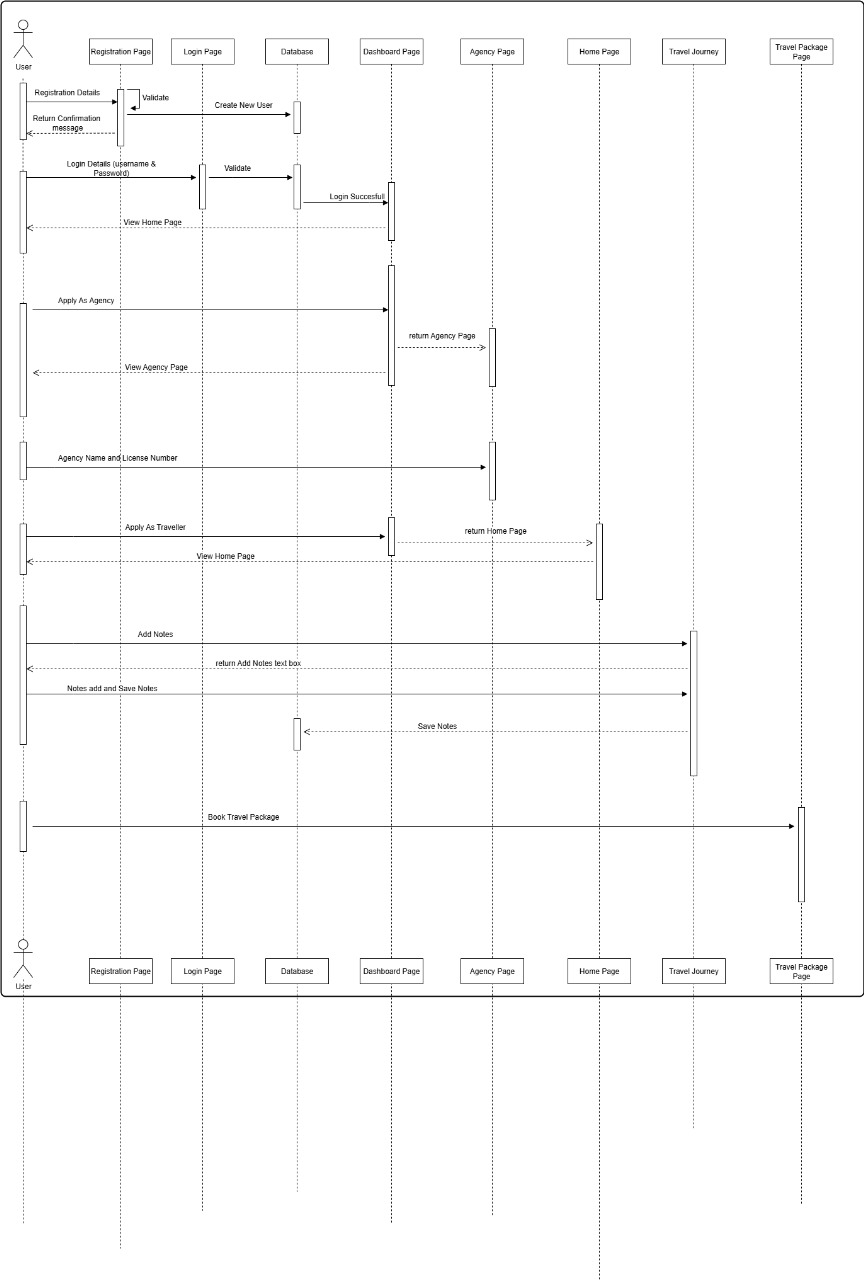 User
Registration Page
Login Page
Database
Dashboard Page
Agency Page
Home Page
Travel Journey
Travel Package
Page
Registration Details
Validate
Create New User
Return Confirmation
message
Login Details (username &
Password)
Validate
Login Succesfull
View Home Page
Apply As Agency
return Agency Page
View Agency Page
Agency Name and License Number
Apply As Traveller
return Home Page
View Home Page
Add Notes
return Add Notes text box
Notes add and Save Notes
Save Notes
Book Travel Package
User
Registration Page
Login Page
Database
Dashboard Page
Agency Page
Home Page
Travel Journey
Travel Package
Page